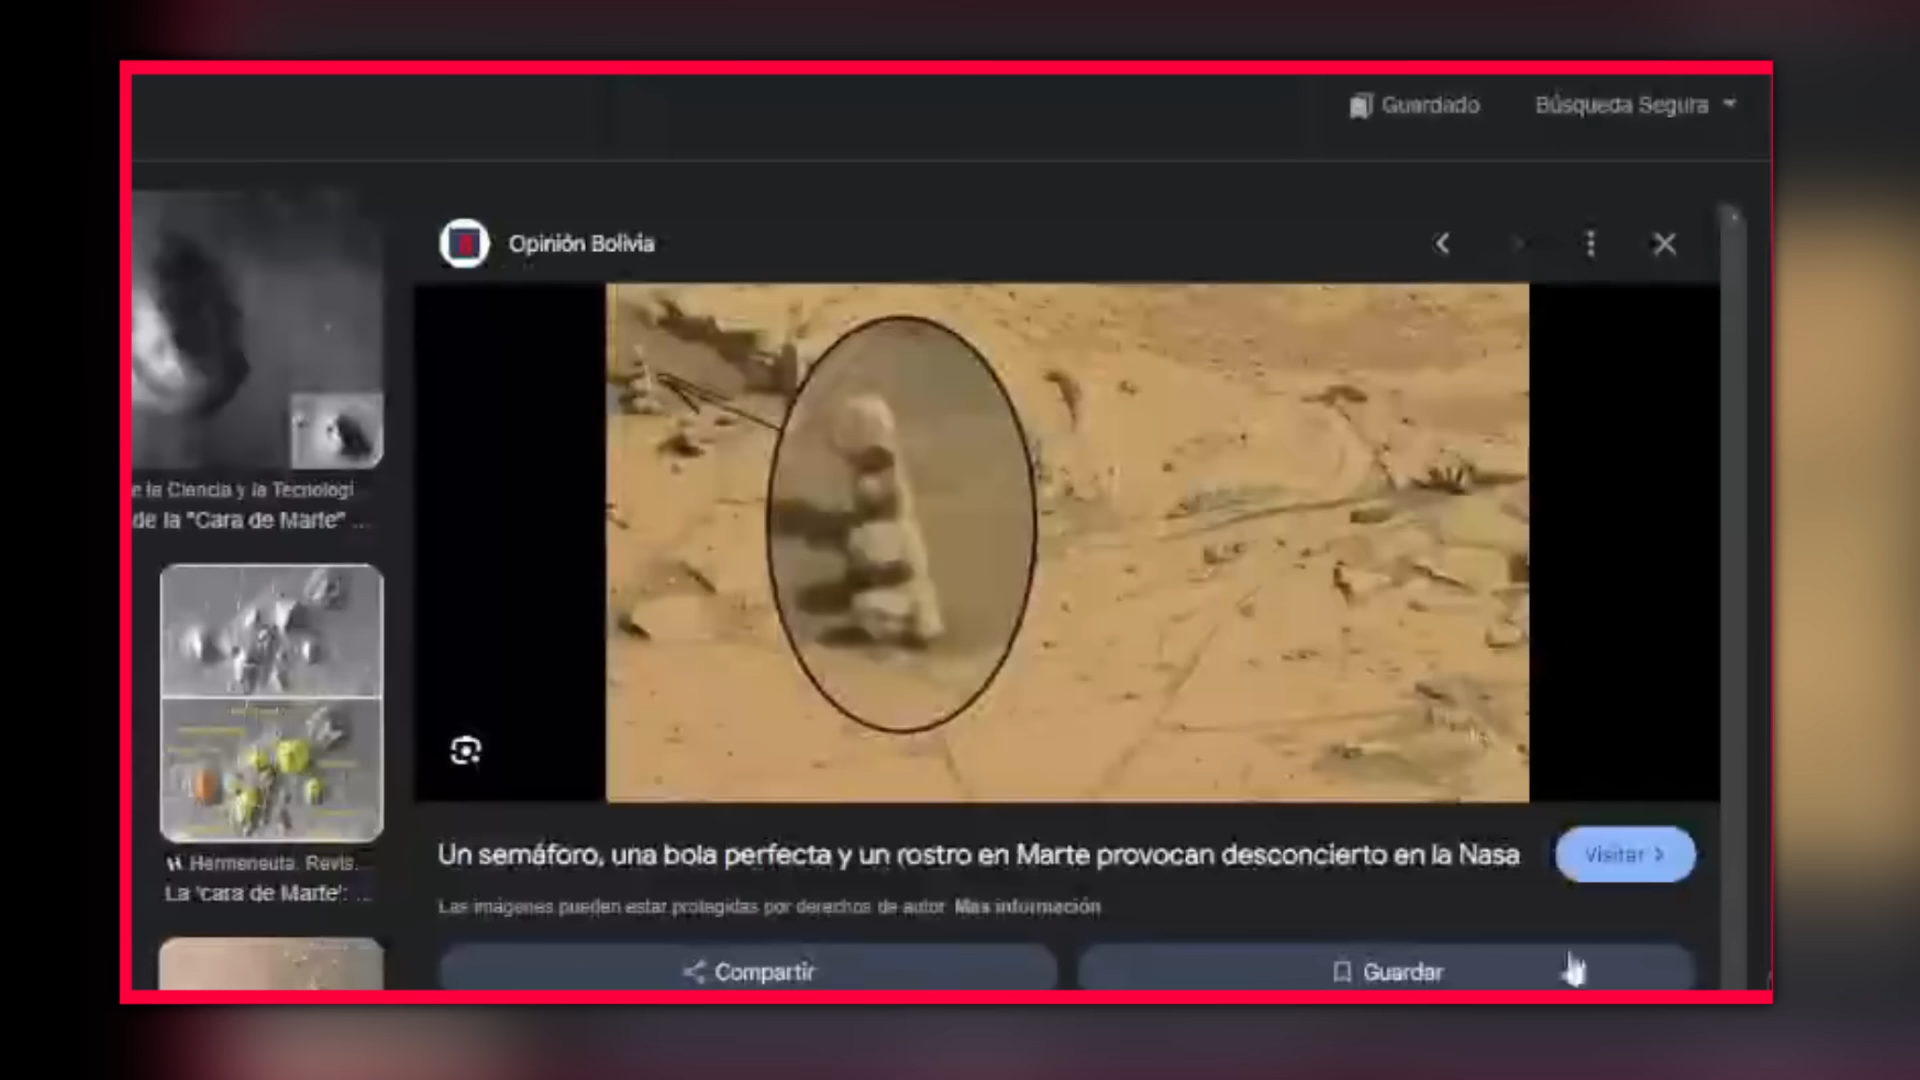 Guardado
Búsqueda Segura
Opinión Bolivia
e la Ciencia y la Tecnologí...
de la "Cara de Marte" ...
Hermeneuta. Revis...
La 'cara de Marte': ...
Un semáforo, una bola perfecta y un rostro en Marte provocan desconcierto en la Nasa
Visitar >
Las imágenes pueden estar protegidas por derechos de autor. Más información
Compartir
Guardar